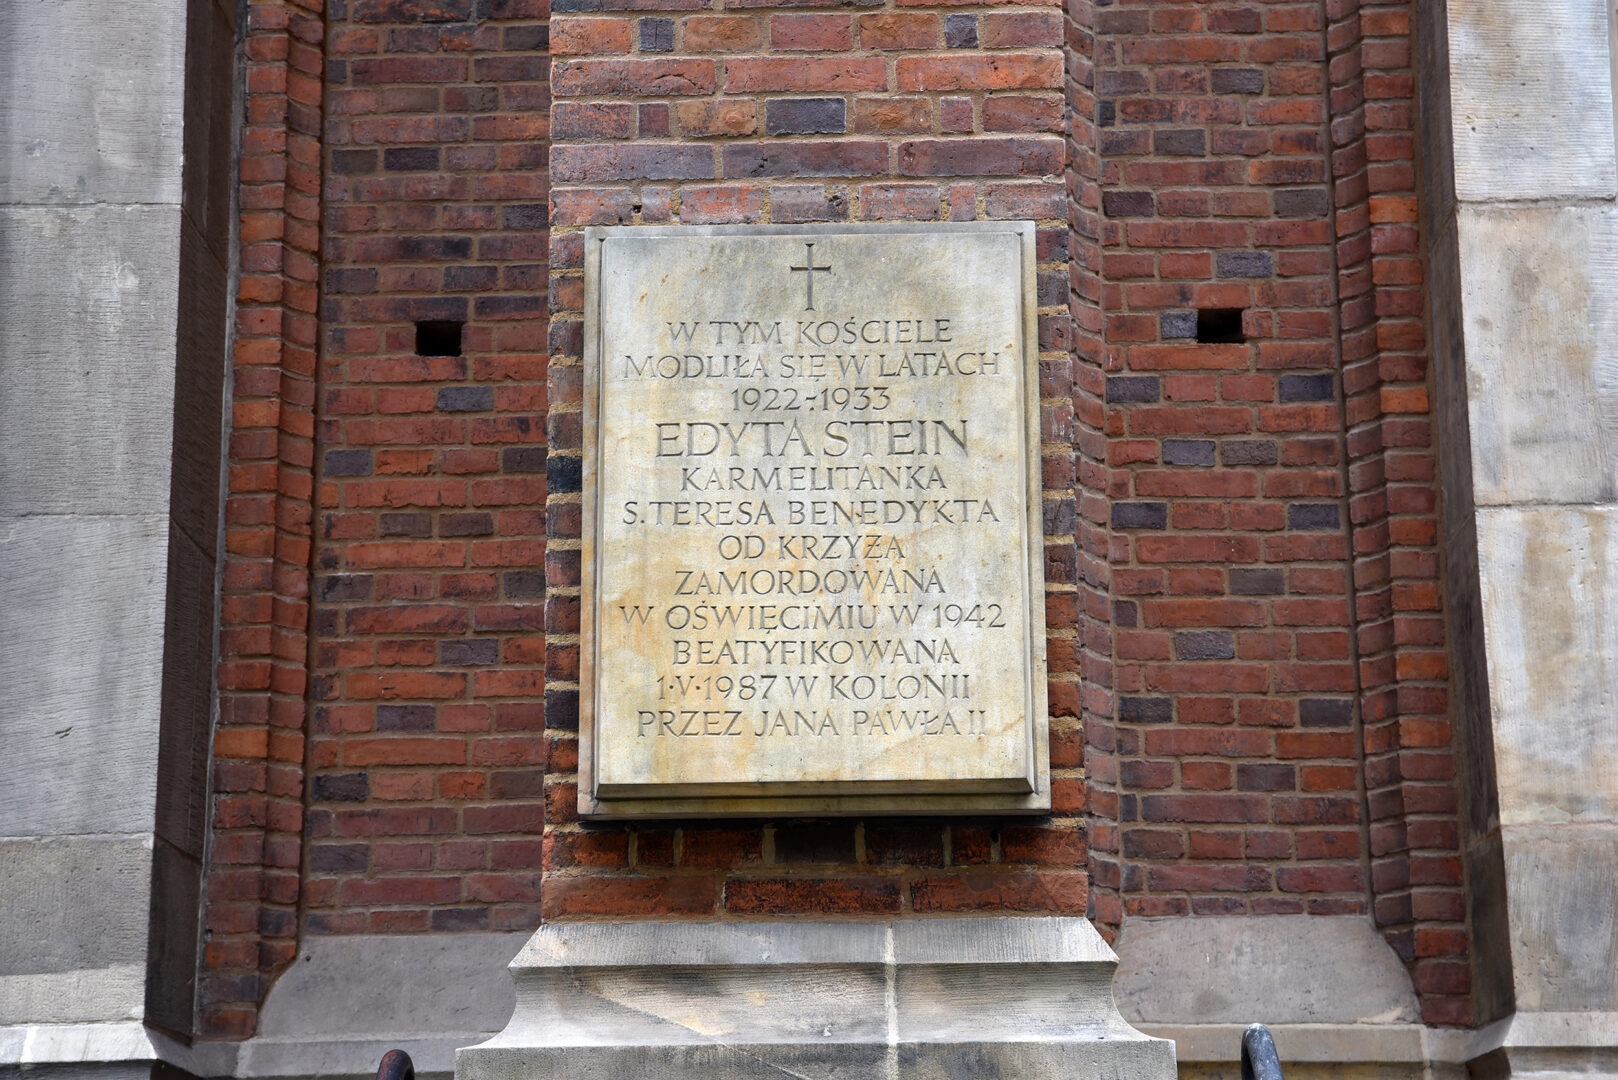 W TYM KOŚCIELE
MODLIŁA SIĘ W LATACH
1922-1933
EDYTA STEIN
KARMELITANKA
S. TERESA BENEDYKTA
OD KRZYŻA
ZAMORDOWANA
W OŚWIĘCIMIU W 1942
BEATYFIKOWANA
1·V·1987 W KOLONII
PRZEZ JANA PAWŁA II